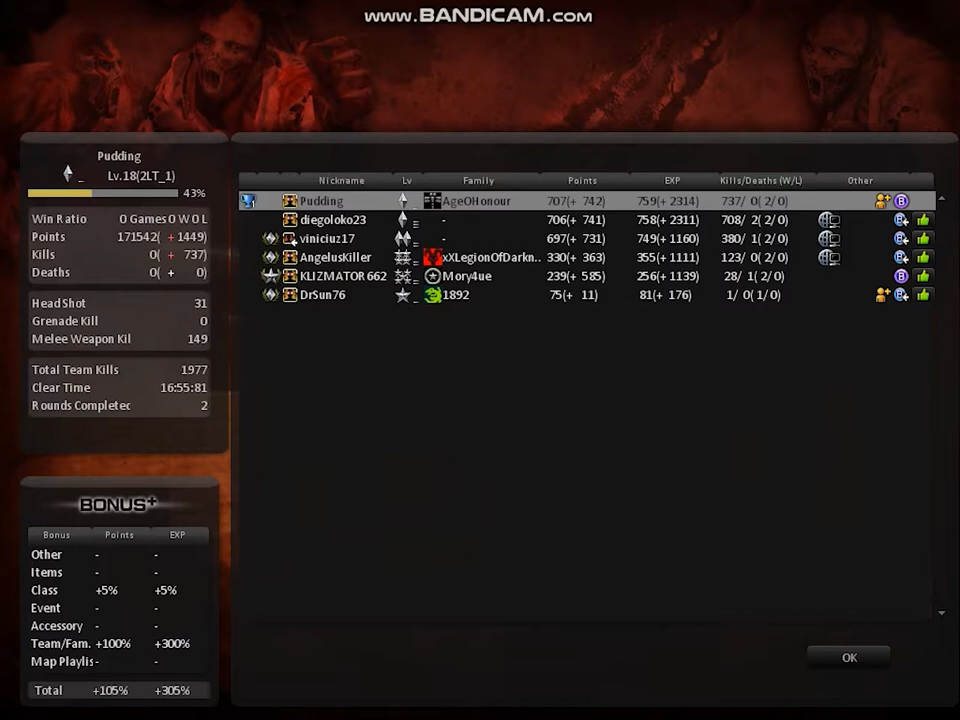 www.BANDICAM.com
Pudding
Lv.18(2LT_1)
43%
Win Ratio 0 Games0 W 0 L
Points 171542( + 1449)
Kills 0( + 737)
Deaths 0( + 0)
HeadShot 31
Grenade Kill 0
Melee Weapon Kil 149
Total Team Kills 1977
Clear Time 16:55:81
Rounds Completec 2
Nickname Lv Family Points EXP Kills/Deaths (W/L) Other
Pudding AgeOHonour 707(+ 742) 759(+ 2314) 737/ 0( 2/ 0)
diegoloko23 - 706(+ 741) 758(+ 2311) 708/ 2( 2/ 0)
viniciuz17 - 697(+ 731) 749(+ 1160) 380/ 1( 2/ 0)
AngelusKiller xXLegionOfDarkn.. 330(+ 363) 355(+ 1111) 123/ 0( 2/ 0)
KLIZMATOR662 Mory4ue 239(+ 585) 256(+ 1139) 28/ 1( 2/ 0)
DrSun76 1892 75(+ 11) 81(+ 176) 1/ 0( 1/ 0)
BONUS+
Bonus Points EXP
Other - -
Items - -
Class +5% +5%
Event - -
Accessory - -
Team/Fam. +100% +300%
Map Playlis- -
Total +105% +305%
OK